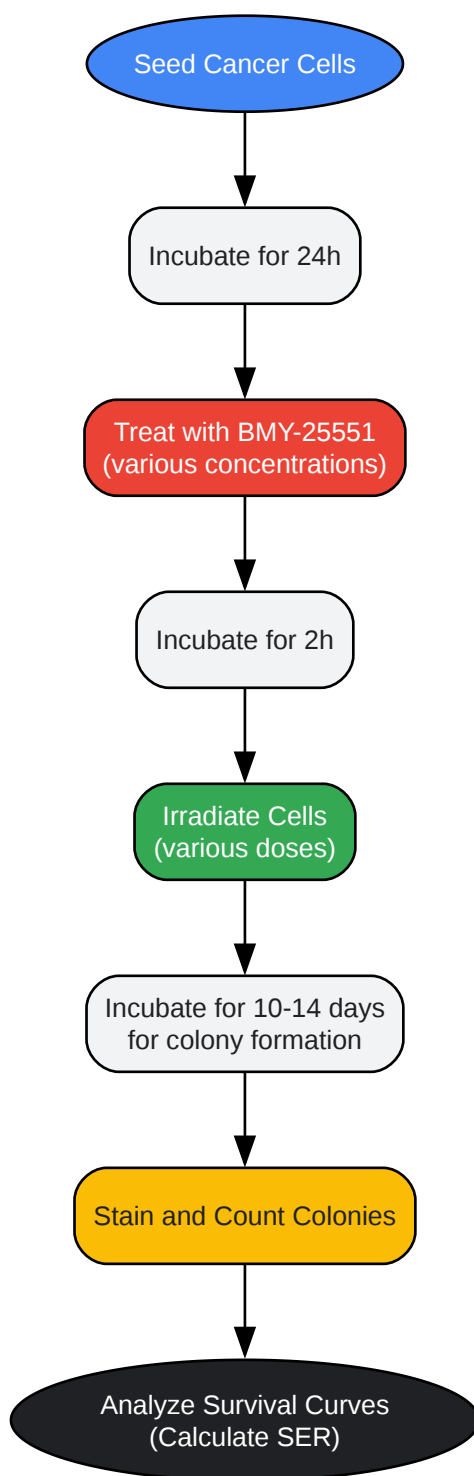 Seed Cancer Cells
Incubate for 24h
Treat with BMY-25551
(various concentrations)
Incubate for 2h
Irradiate Cells
(various doses)
Incubate for 10-14 days
for colony formation
Stain and Count Colonies
Analyze Survival Curves
(Calculate SER)